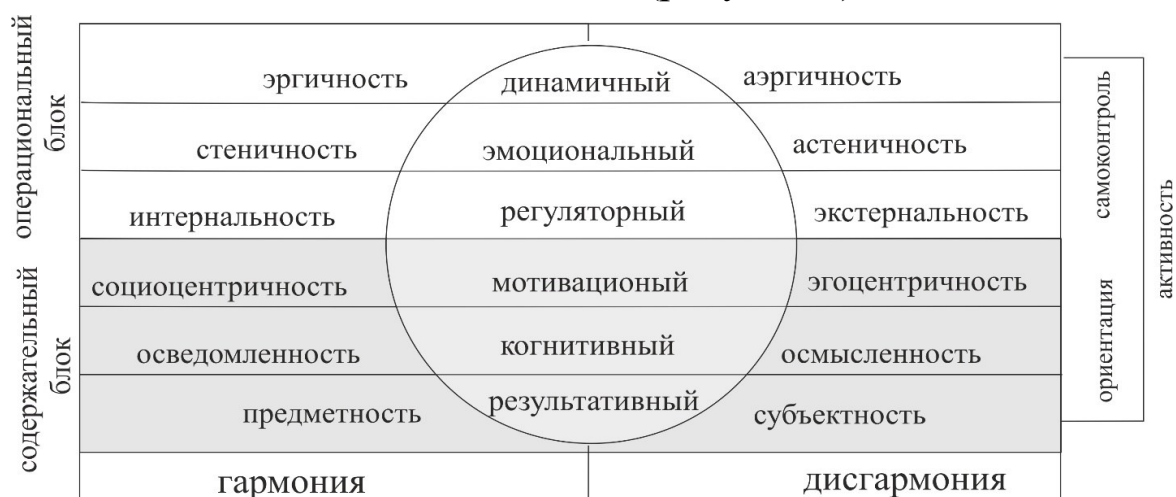 операциональный
блок
содержательный
блок
эргичность динамичный аэргичность
стеничность эмоциональный астеничность
интернальность регуляторный экстернальность
социоцентричность мотивационый эгоцентричность
осведомленность когнитивный осмысленность
предметность результативный субъектность
гармония дисгармония
самоконтроль
ориентация
активность